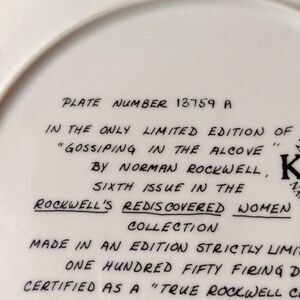 PLATE NUMBER 13759 A
IN THE ONLY LIMITED EDITION OF
"GOSSIPING IN THE ALCOVE"
BY NORMAN ROCKWELL,
SIXTH ISSUE IN THE
ROCKWELL'S REDISCOVERED WOMEN
COLLECTION
MADE IN AN EDITION STRICTLY LIMIT
ONE HUNDRED FIFTY FIRING D
CERTIFIED AS A "TRUE ROCKWELL C
K